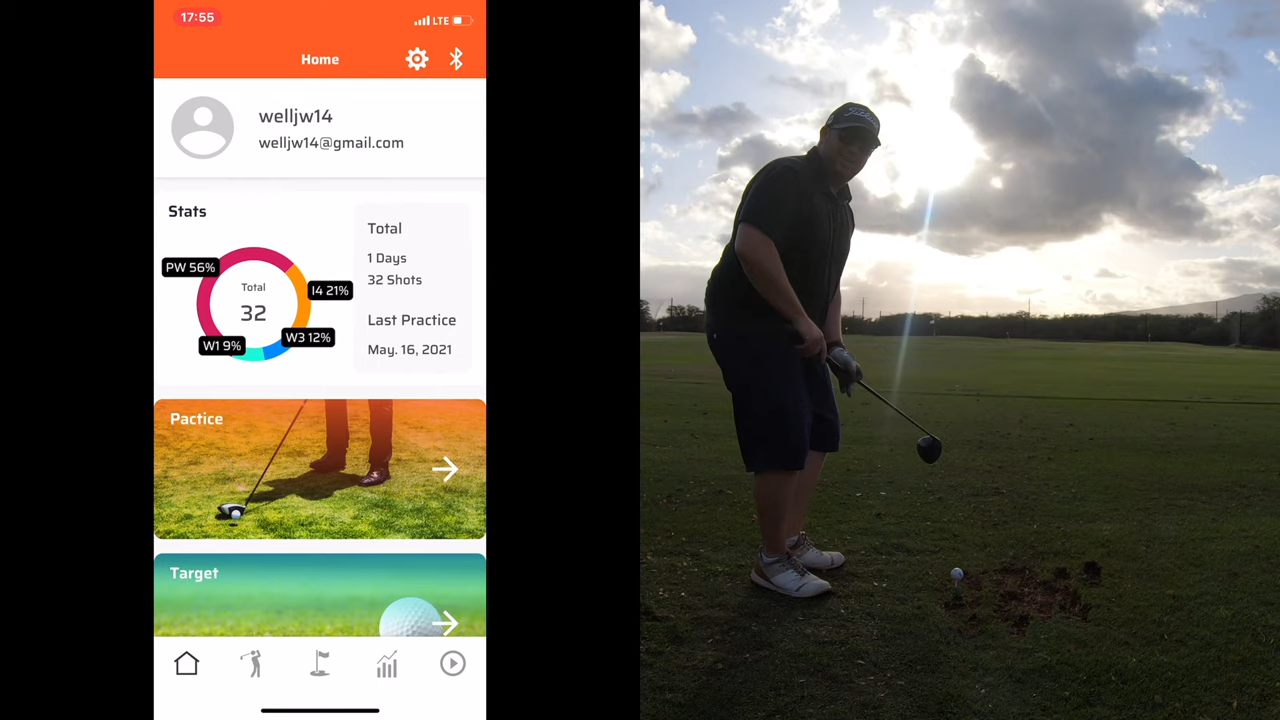 17:55
LTE
Home
welljw14
welljw14@gmail.com
Stats
PW 56%
Total
32
I4 21%
W3 12%
W1 9%
Total
1 Days
32 Shots
Last Practice
May. 16, 2021
Pactice
Target
Titleist